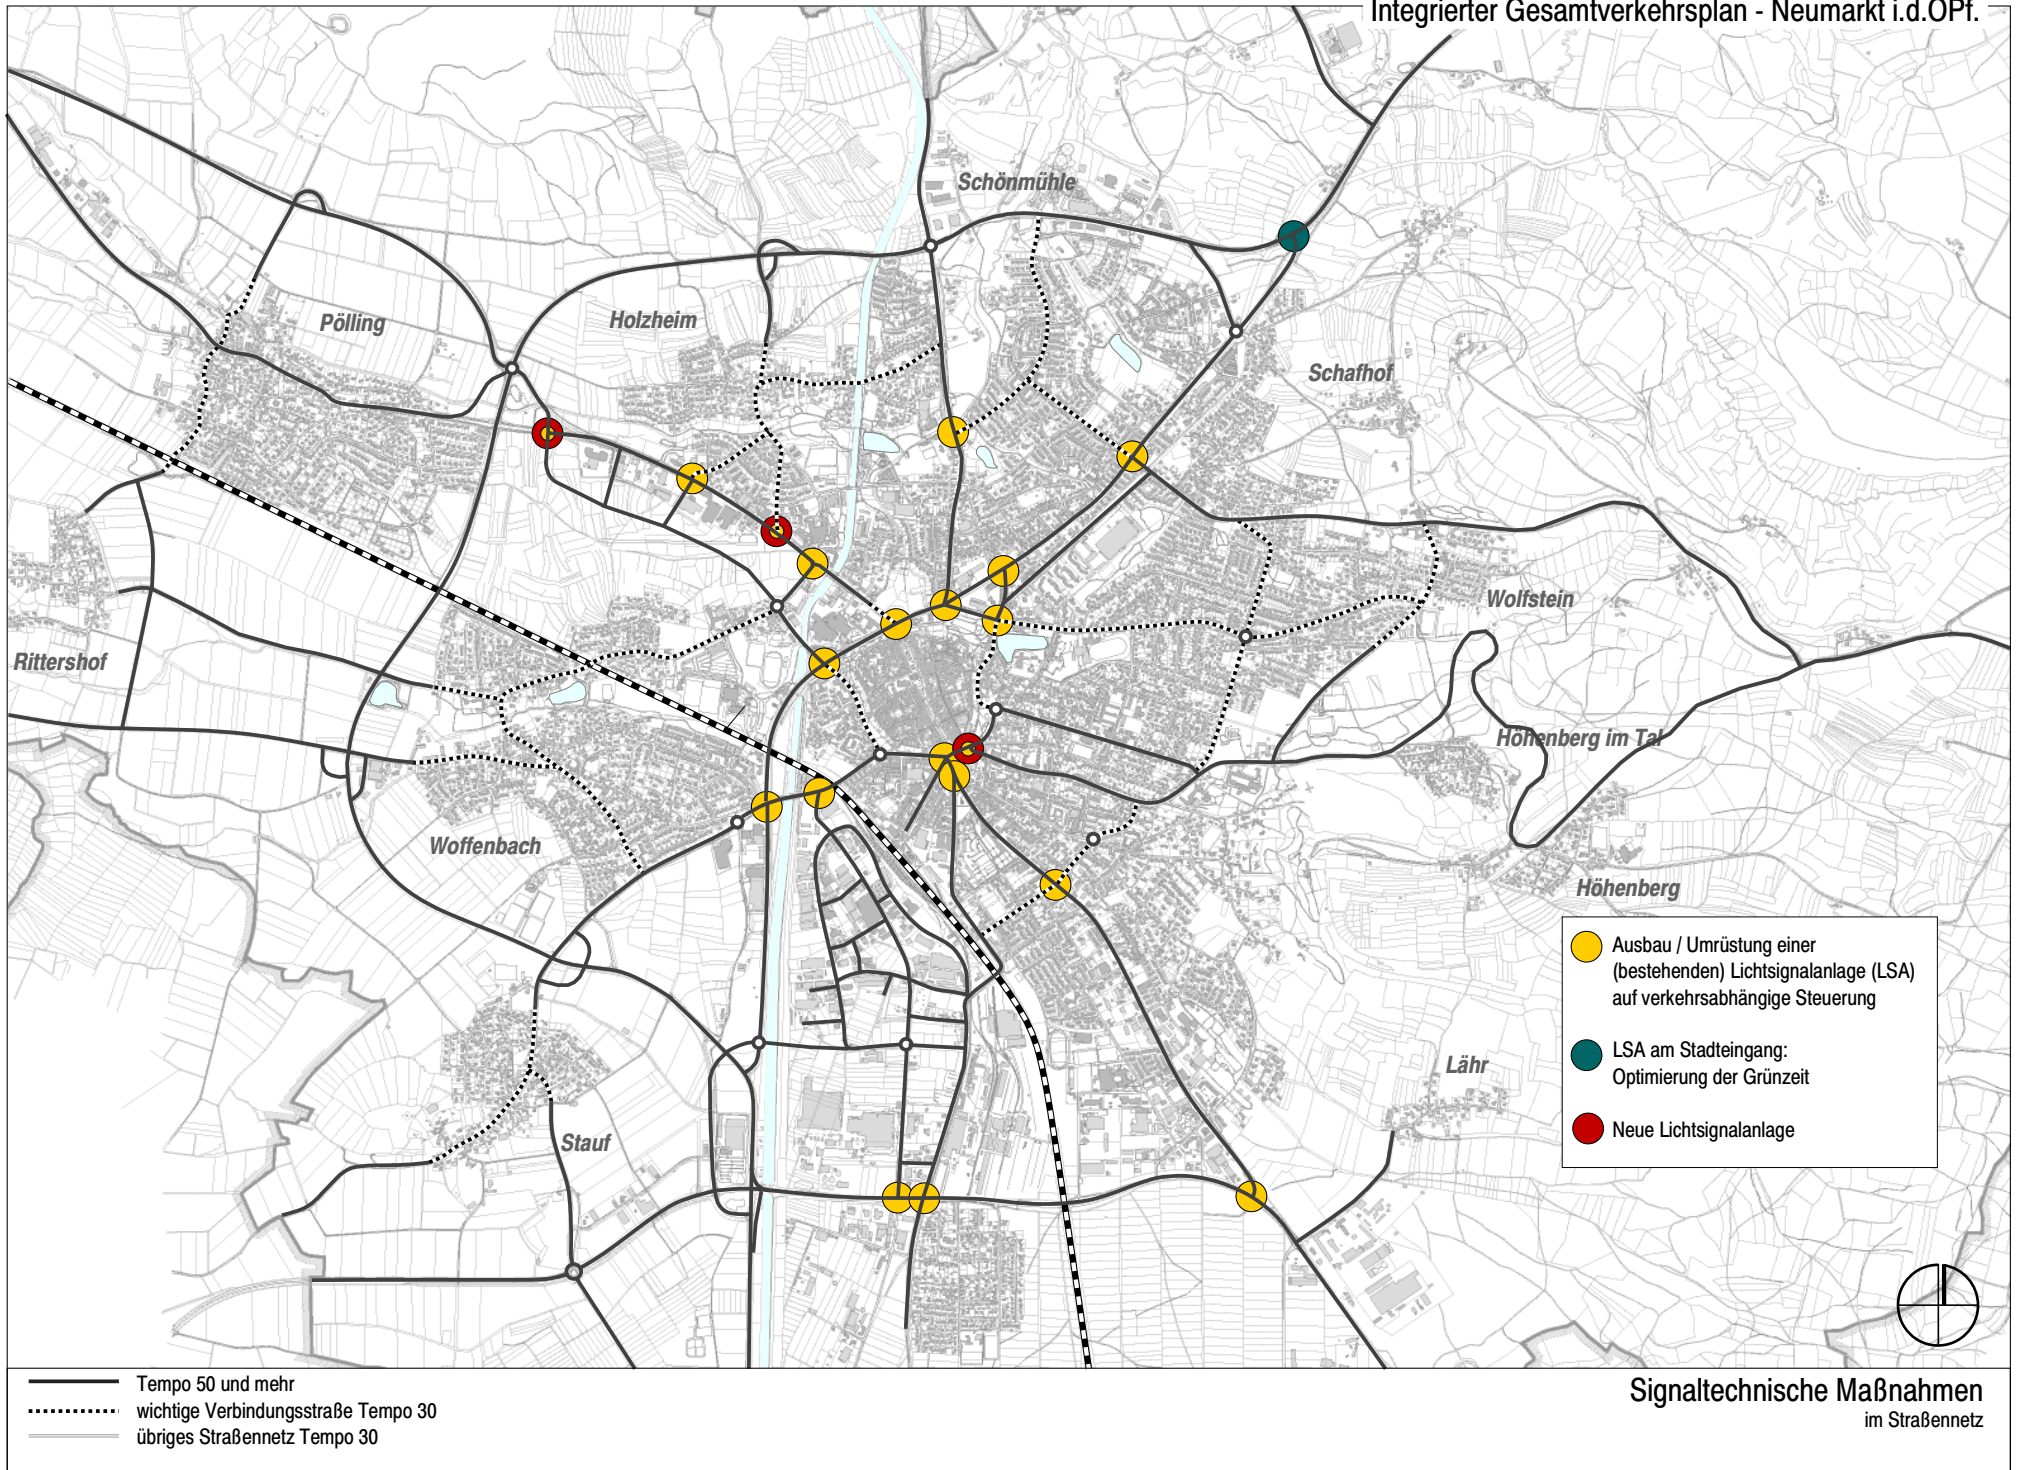 Integrierter Gesamtverkehrsplan - Neumarkt i.d.OPf.
Schönmühle
Pölling
Holzheim
Schafhof
Wolfstein
Rittershof
Höhenberg im Tal
Woffenbach
Höhenberg
Ausbau / Umrüstung einer
(bestehenden) Lichtsignalanlage (LSA)
auf verkehrsabhängige Steuerung
LSA am Stadteingang:
Optimierung der Grünzeit
Neue Lichtsignalanlage
Lähr
Stauf
Tempo 50 und mehr
wichtige Verbindungsstraße Tempo 30
übriges Straßennetz Tempo 30
Signaltechnische Maßnahmen
im Straßennetz